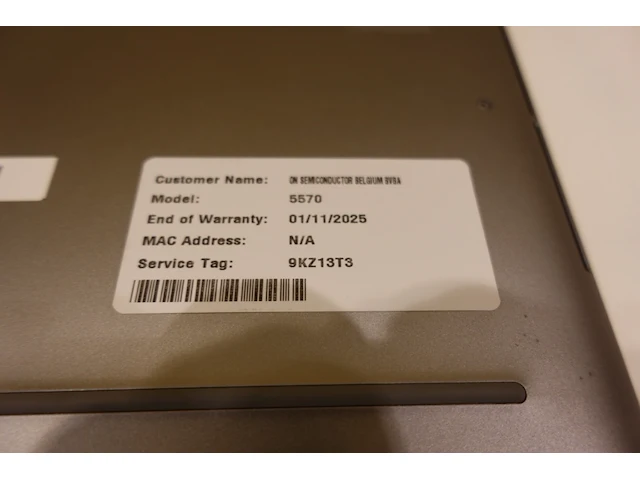 Customer Name: ON SEMICONDUCTOR BELGIUM BVBA
Model: 5570
End of Warranty: 01/11/2025
MAC Address: N/A
Service Tag: 9KZ13T3